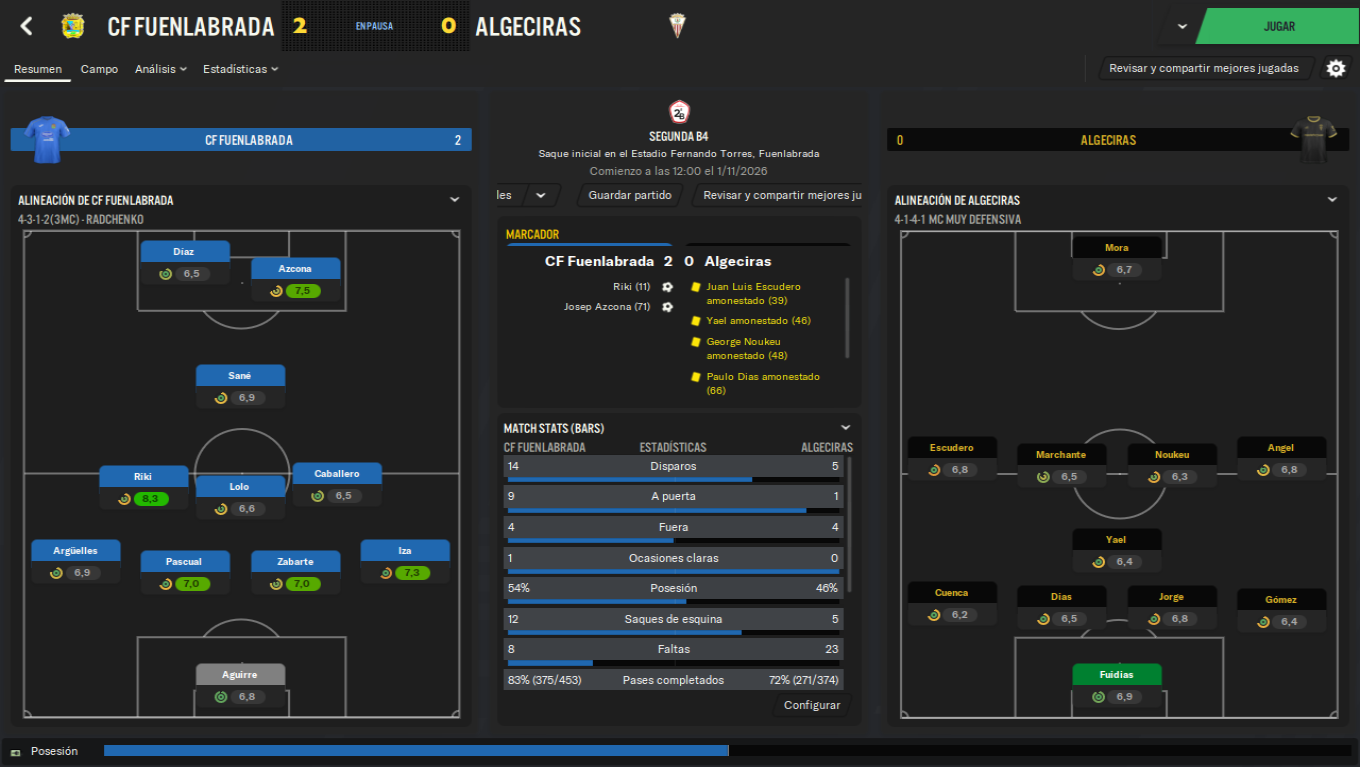 CF FUENLABRADA 2 EN PAUSA 0 ALGECIRAS
JUGAR
Resumen Campo Análisis Estadísticas
Revisar y compartir mejores jugadas
CF FUENLABRADA 2
ALINEACIÓN DE CF FUENLABRADA
4-3-1-2(3MC) - RADCHENKO
Díaz
6,5
Azcona
7,5
Sané
6,9
Riki
8,3
Lolo
6,6
Caballero
6,5
Argüelles
6,9
Pascual
7,0
Zabarte
7,0
Iza
7,3
Aguirre
6,8
2ªB
SEGUNDA B4
Saque inicial en el Estadio Fernando Torres, Fuenlabrada
Comienzo a las 12:00 el 1/11/2026
les Guardar partido Revisar y compartir mejores ju
MARCADOR
CF Fuenlabrada 2 0 Algeciras
Riki (11)
Josep Azcona (71)
Juan Luis Escudero
amonestado (39)
Yael amonestado (46)
George Noukeu
amonestado (48)
Paulo Dias amonestado
(66)
MATCH STATS (BARS)
CF FUENLABRADA ESTADÍSTICAS ALGECIRAS
14 Disparos 5
9 A puerta 1
4 Fuera 4
1 Ocasiones claras 0
54% Posesión 46%
12 Saques de esquina 5
8 Faltas 23
83% (375/453) Pases completados 72% (271/374)
Configurar
0 ALGECIRAS
ALINEACIÓN DE ALGECIRAS
4-1-4-1 MC MUY DEFENSIVA
Mora
6,7
Escudero
6,8
Marchante
6,5
Noukeu
6,3
Angel
6,8
Yael
6,4
Cuenca
6,2
Dias
6,5
Jorge
6,8
Gómez
6,4
Fuidias
6,9
Posesión